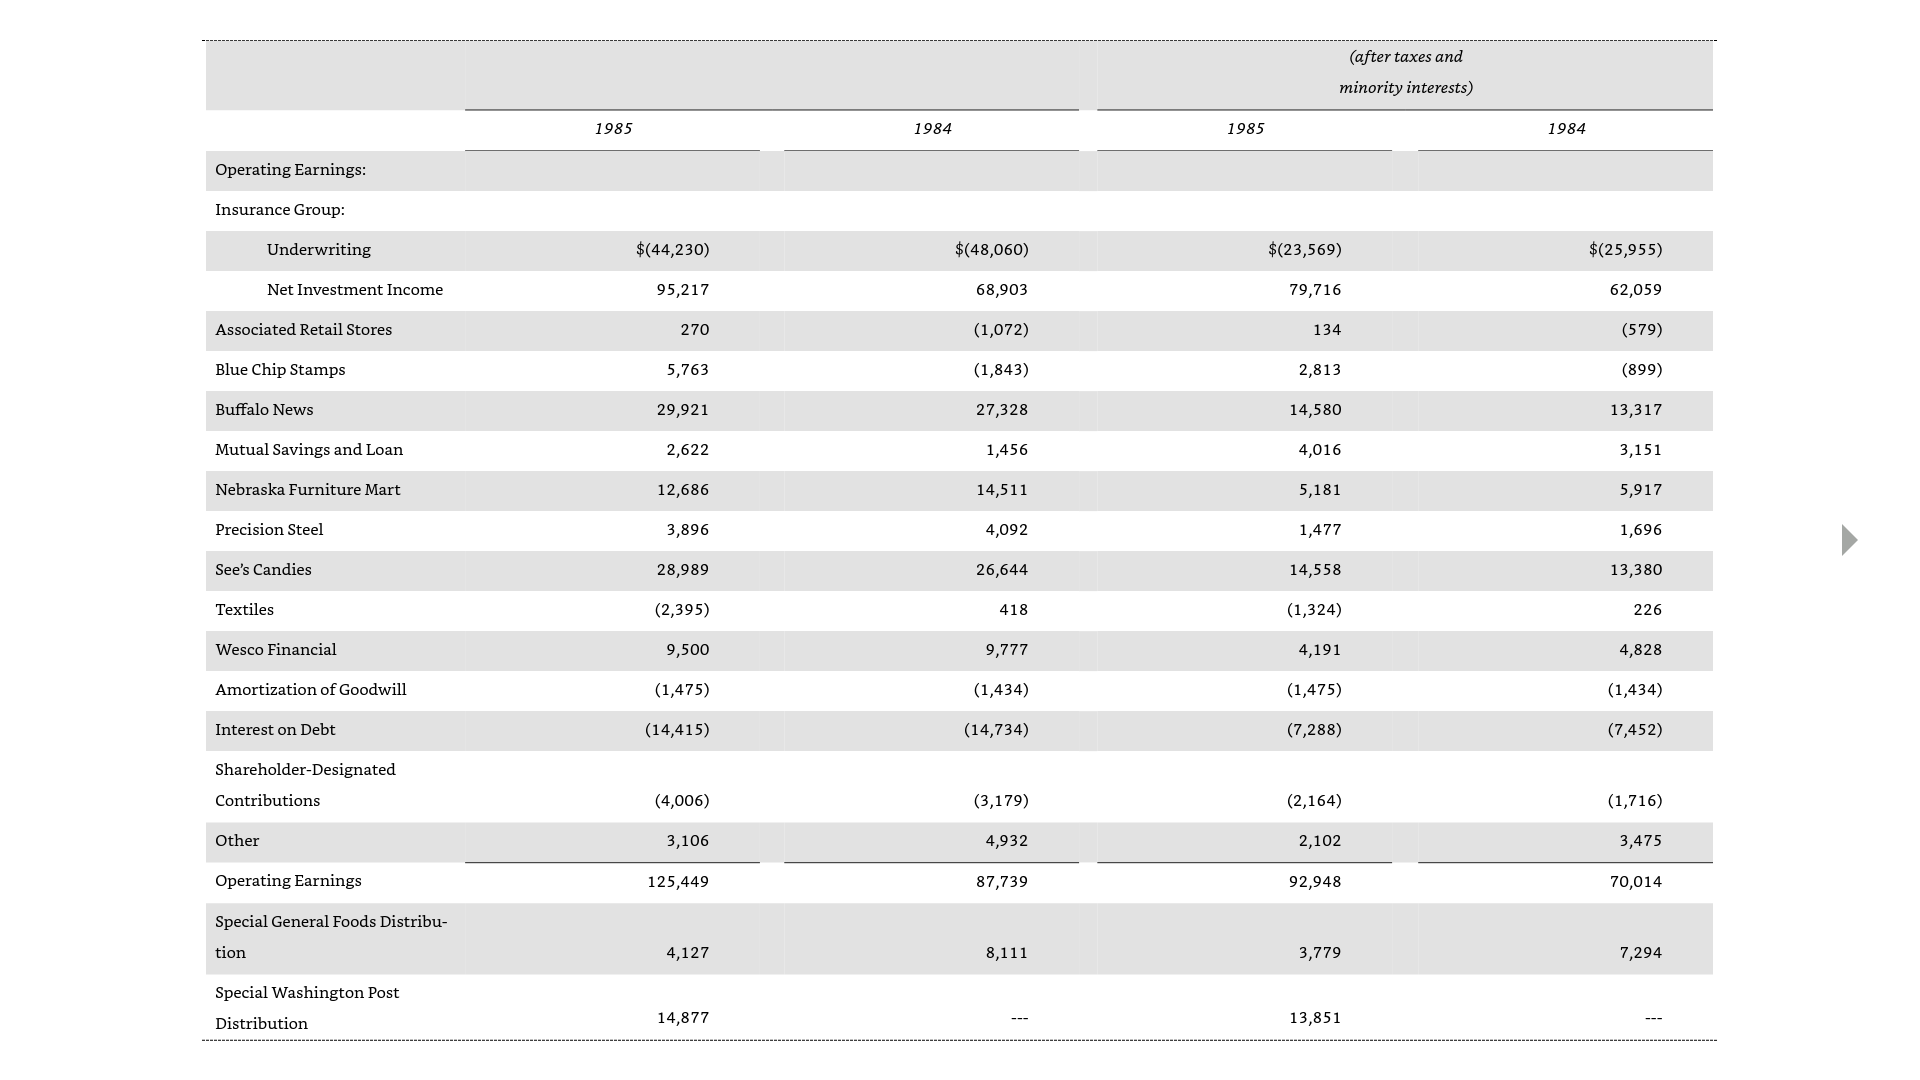 (after taxes and
minority interests)
1985 1984 1985 1984
Operating Earnings:
Insurance Group:
Underwriting $(44,230) $(48,060) $(23,569) $(25,955)
Net Investment Income 95,217 68,903 79,716 62,059
Associated Retail Stores 270 (1,072) 134 (579)
Blue Chip Stamps 5,763 (1,843) 2,813 (899)
Buffalo News 29,921 27,328 14,580 13,317
Mutual Savings and Loan 2,622 1,456 4,016 3,151
Nebraska Furniture Mart 12,686 14,511 5,181 5,917
Precision Steel 3,896 4,092 1,477 1,696
See’s Candies 28,989 26,644 14,558 13,380
Textiles (2,395) 418 (1,324) 226
Wesco Financial 9,500 9,777 4,191 4,828
Amortization of Goodwill (1,475) (1,434) (1,475) (1,434)
Interest on Debt (14,415) (14,734) (7,288) (7,452)
Shareholder-Designated
Contributions (4,006) (3,179) (2,164) (1,716)
Other 3,106 4,932 2,102 3,475
Operating Earnings 125,449 87,739 92,948 70,014
Special General Foods Distribu-
tion 4,127 8,111 3,779 7,294
Special Washington Post
Distribution 14,877 --- 13,851 ---